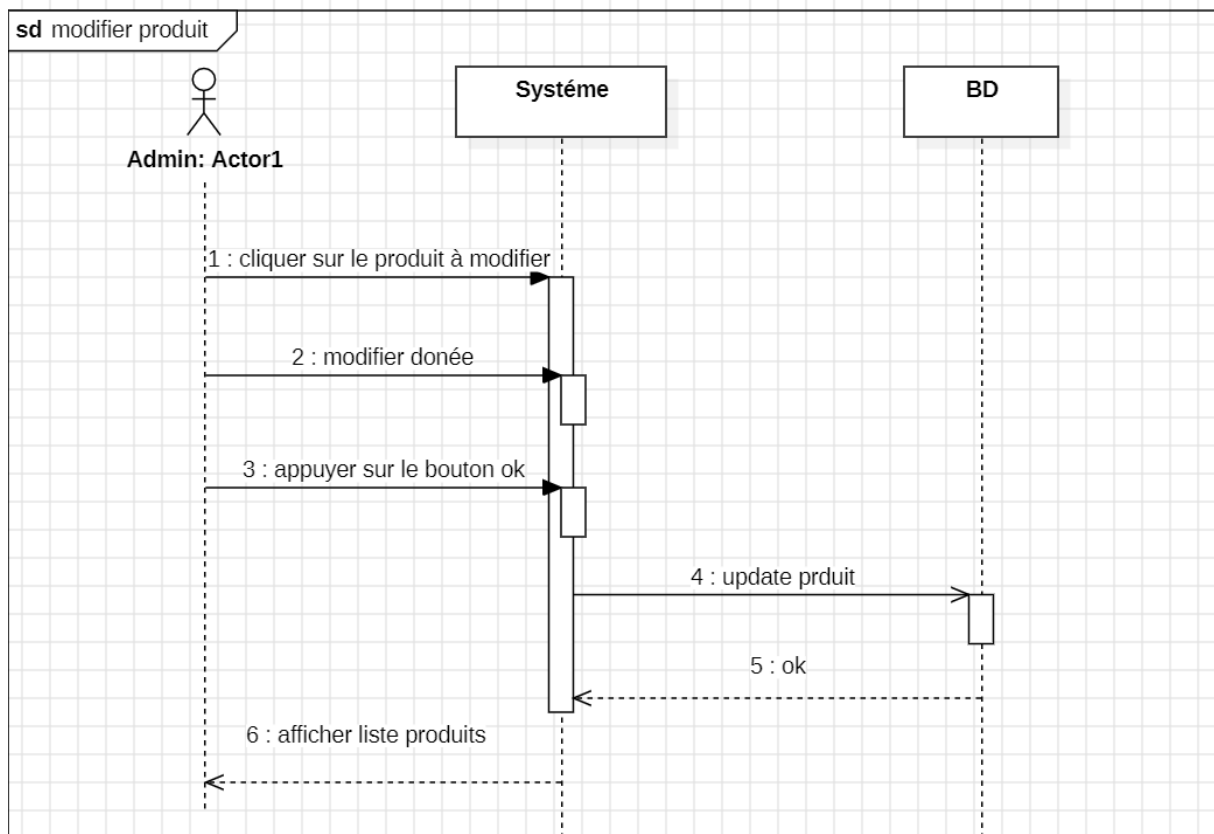 sd modifier produit
Systéme
BD
Admin: Actor1
1 : cliquer sur le produit à modifier
2 : modifier donée
3 : appuyer sur le bouton ok
4 : update prduit
5 : ok
6 : afficher liste produits